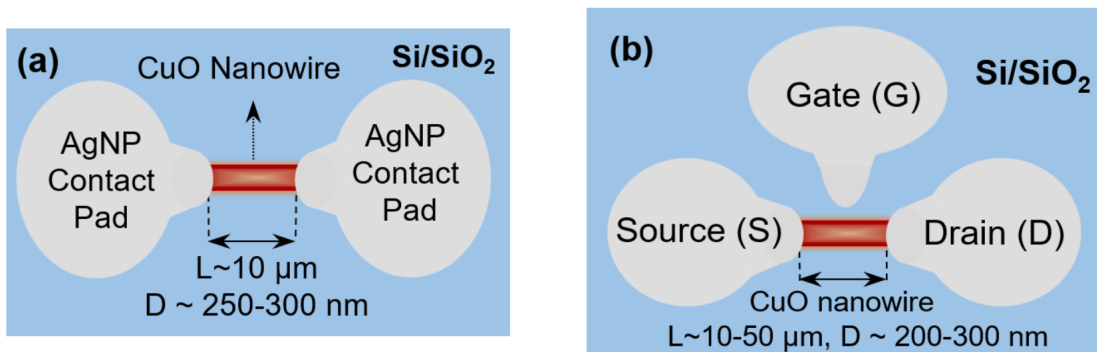 (a)
Si/SiO₂
CuO Nanowire
AgNP
Contact
Pad
AgNP
Contact
Pad
L~10 µm
D ~ 250-300 nm
(b)
Si/SiO₂
Gate (G)
Source (S)
Drain (D)
CuO nanowire
L~10-50 µm, D ~ 200-300 nm